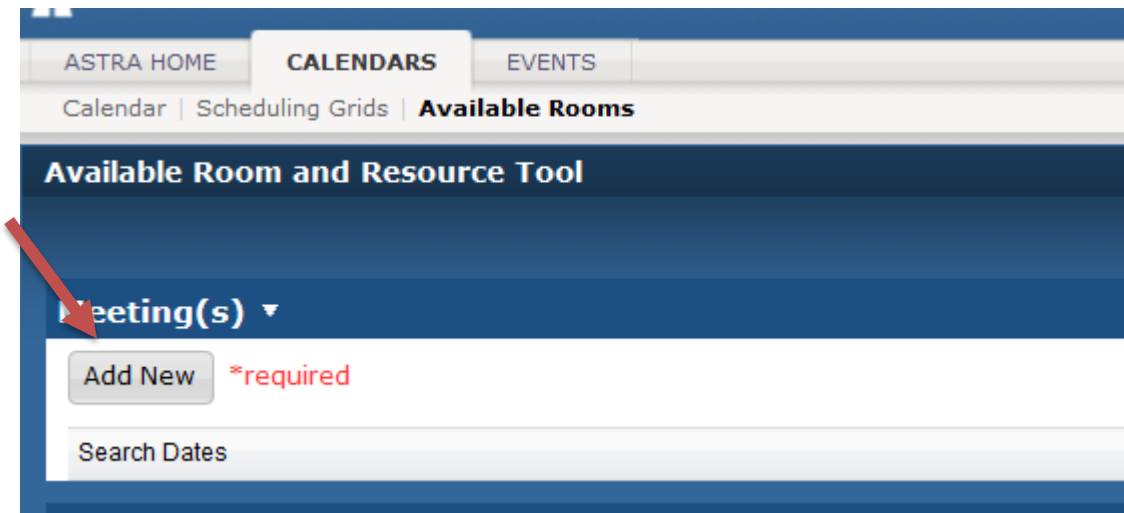 ASTRA HOME CALENDARS EVENTS
Calendar | Scheduling Grids | Available Rooms
Available Room and Resource Tool
Meeting(s)
Add New *required
Search Dates